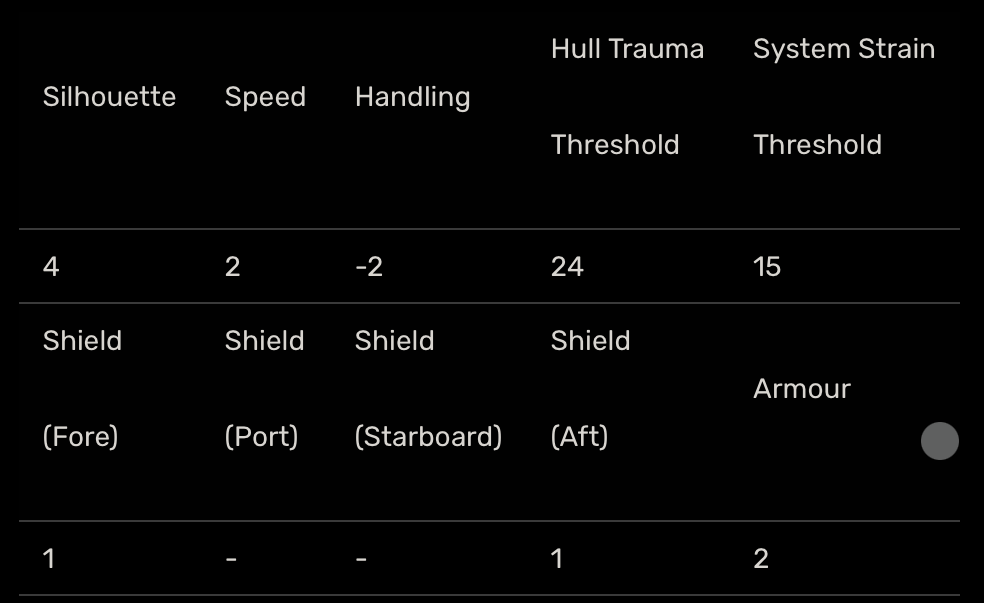 Silhouette Speed Handling Hull Trauma Threshold System Strain Threshold
4 2 -2 24 15
Shield (Fore) Shield (Port) Shield (Starboard) Shield (Aft) Armour
1 - - 1 2